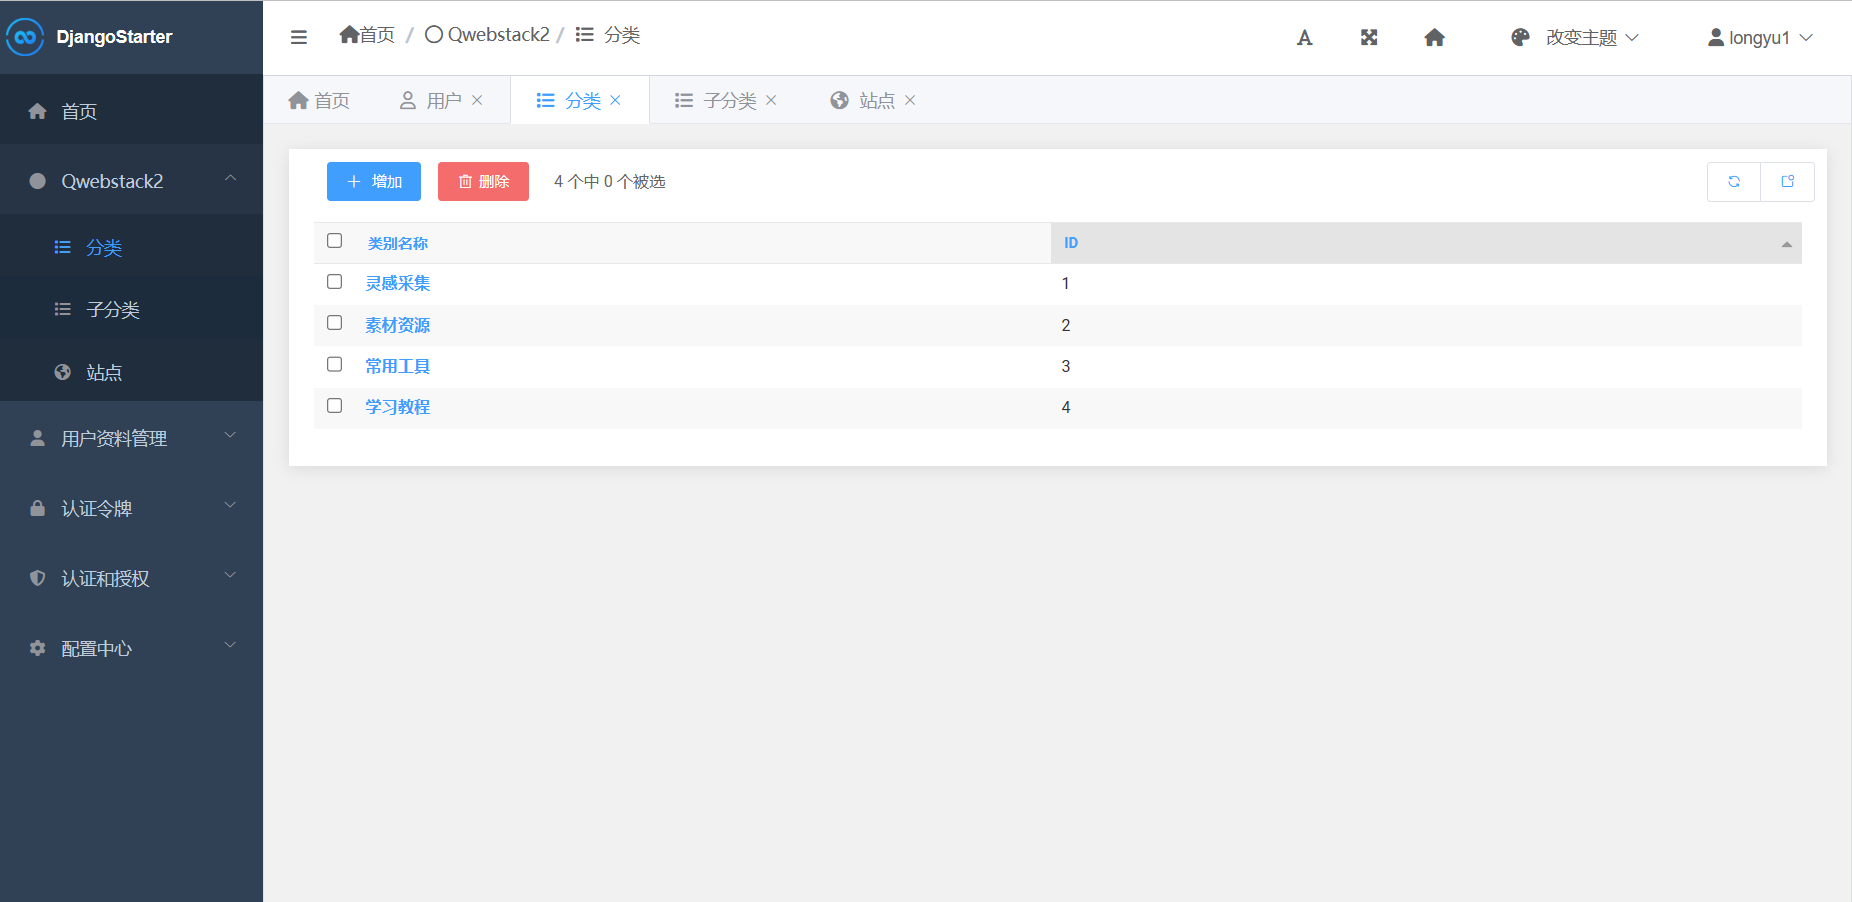 DjangoStarter
首页 / Qwebstack2 / 分类
A
改变主题
longyu1
首页
用户
分类
子分类
站点
首页
Qwebstack2
分类
子分类
站点
用户资料管理
认证令牌
认证和授权
配置中心
增加
删除
4 个中 0 个被选
类别名称 ID
灵感采集 1
素材资源 2
常用工具 3
学习教程 4